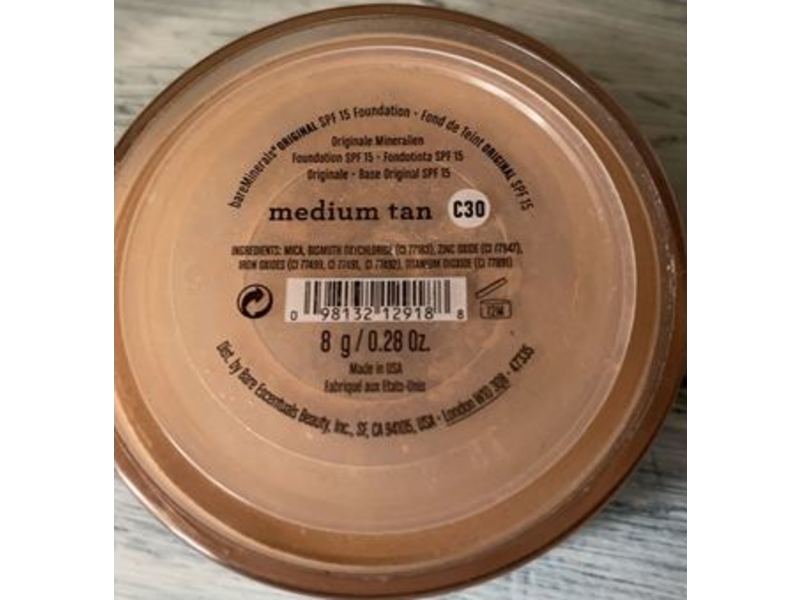 bareMinerals® ORIGINAL SPF 15 Foundation - Fond de Teint ORIGINAL SPF 15
Originale Mineralien
Foundation SPF 15 - Fondotinta SPF 15
Originale - Base Original SPF 15
medium tan C30
INGREDIENTS: MICA, BISMUTH OXYCHLORIDE (CI 77163), ZINC OXIDE (CI 77947),
IRON OXIDES (CI 77499, CI 77491, CI 77492), TITANIUM DIOXIDE (CI 77891)
0 98132 12918 8
12M
8 g / 0.28 Oz.
Made in USA
Fabriqué aux États-Unis
Dist. by Bare Escentuals Beauty, Inc., SF, CA 94105, USA - London W1D 3QR - 47335